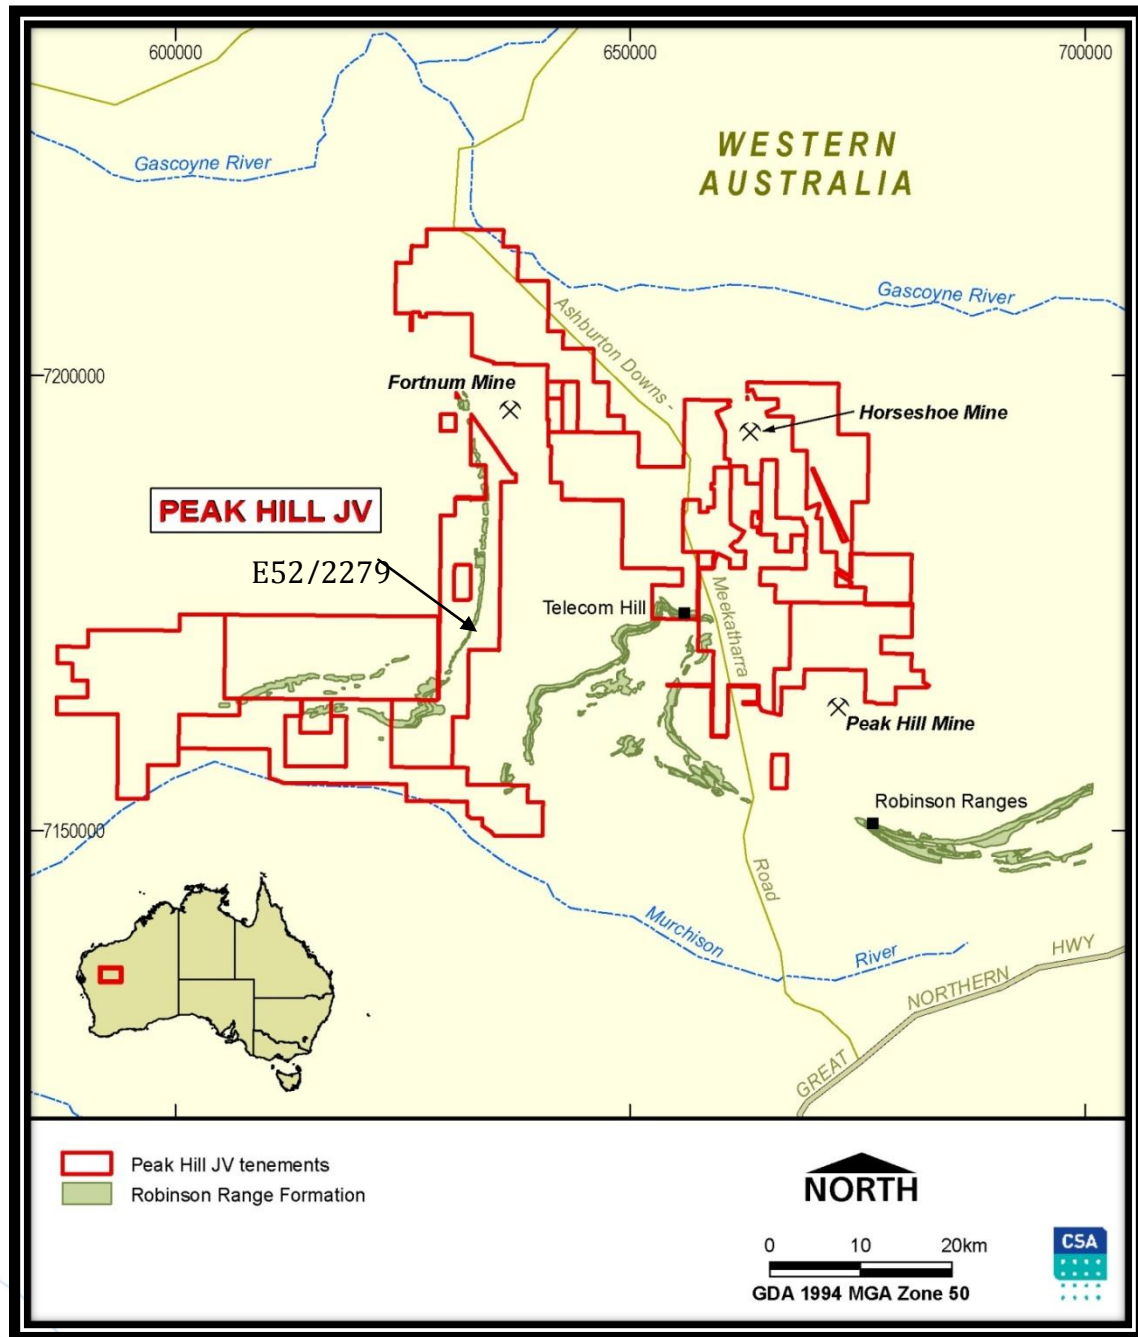 600000
650000
700000
Gascoyne River
WESTERN
AUSTRALIA
Gascoyne River
Ashburton Downs -
7200000
Fortnum Mine
Horseshoe Mine
PEAK HILL JV
E52/2279
Telecom Hill
Meekatharra
Peak Hill Mine
Robinson Ranges
7150000
Road
Murchison
River
GREAT
NORTHERN
HWY
Peak Hill JV tenements
Robinson Range Formation
NORTH
0 10 20km
GDA 1994 MGA Zone 50
CSA